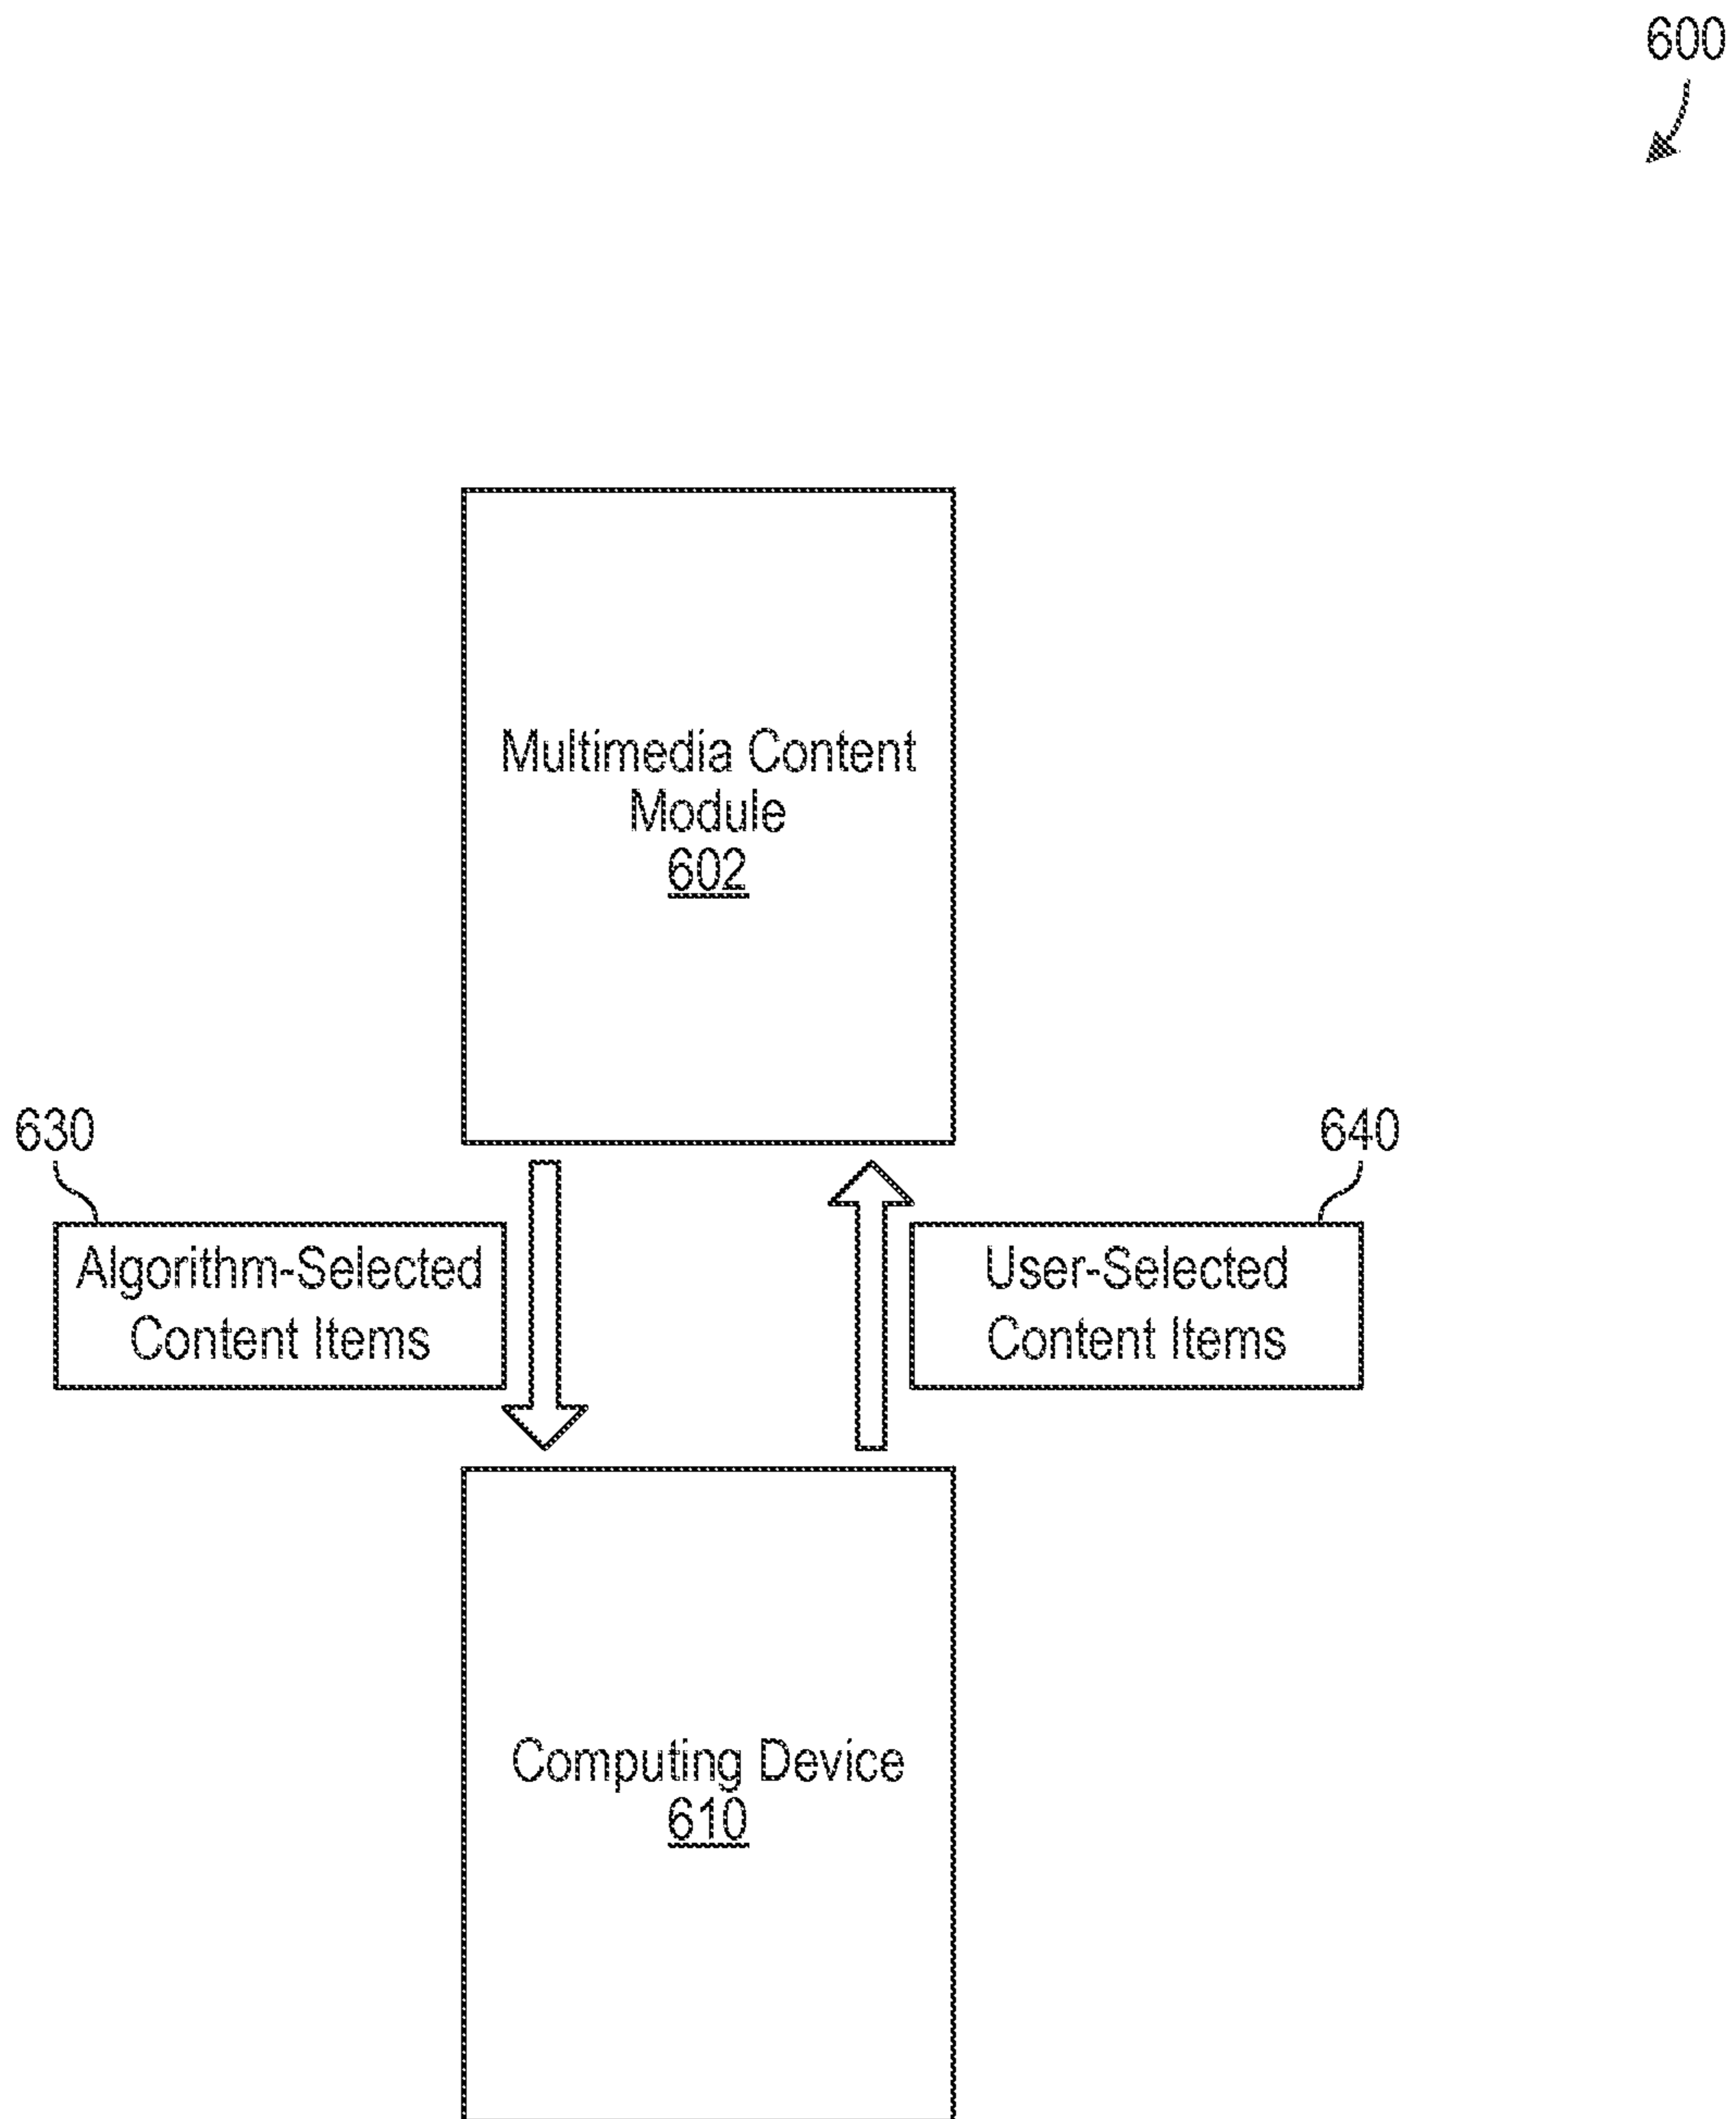 600
Multimedia Content
Module
602
630
640
Algorithm-Selected
Content Items
User-Selected
Content Items
Computing Device
610